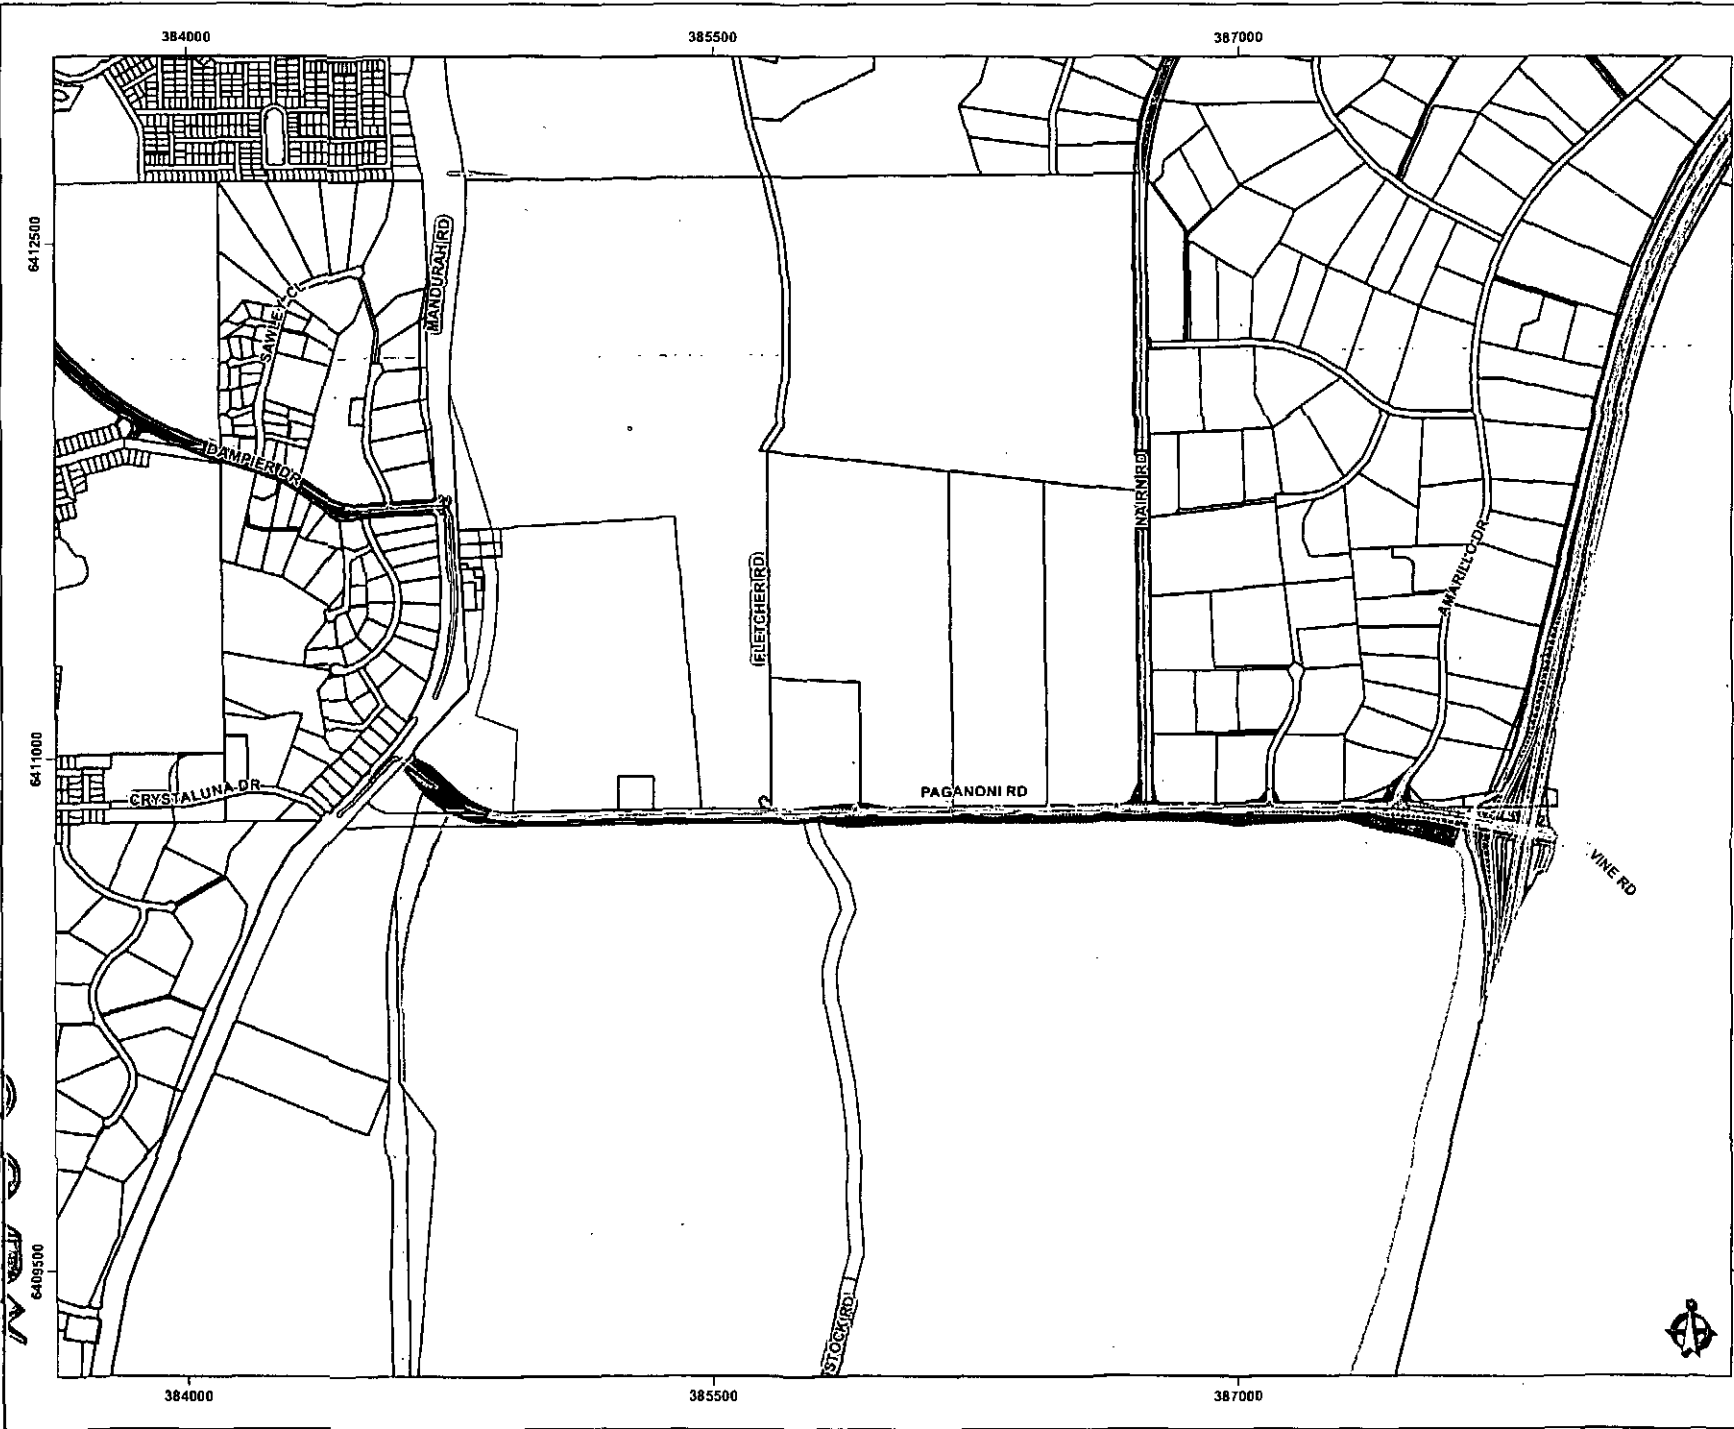 384000
385500
387000
6412500
MANDURAH RD
SAWLEY CL
DAMPIER DR
NAIRN RD
AMARILLO DR
FLETCHER RD
6411000
CRYSTALUNA DR
PAGANONI RD
VINE RD
6409500
STOCK RD
384000
385500
387000